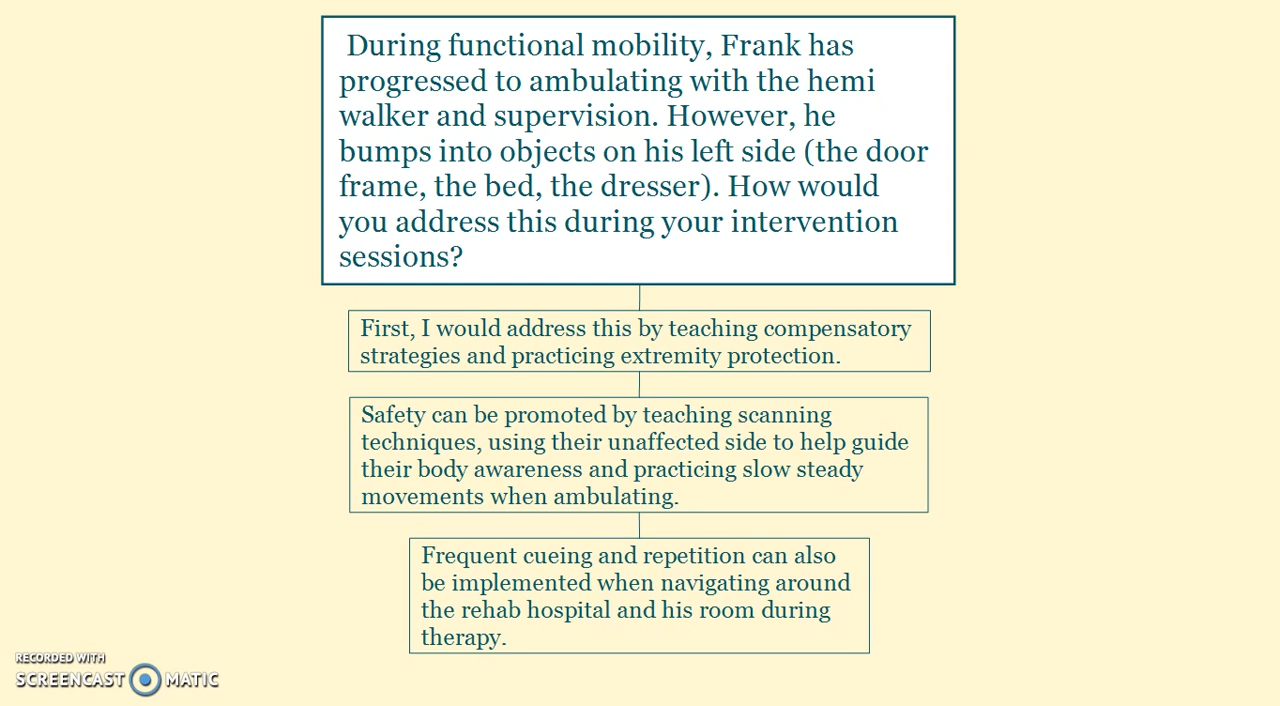 During functional mobility, Frank has
progressed to ambulating with the hemi
walker and supervision. However, he
bumps into objects on his left side (the door
frame, the bed, the dresser). How would
you address this during your intervention
sessions?
First, I would address this by teaching compensatory
strategies and practicing extremity protection.
Safety can be promoted by teaching scanning
techniques, using their unaffected side to help guide
their body awareness and practicing slow steady
movements when ambulating.
Frequent cueing and repetition can also
be implemented when navigating around
the rehab hospital and his room during
therapy.
RECORDED WITH
SCREENCAST MATIC